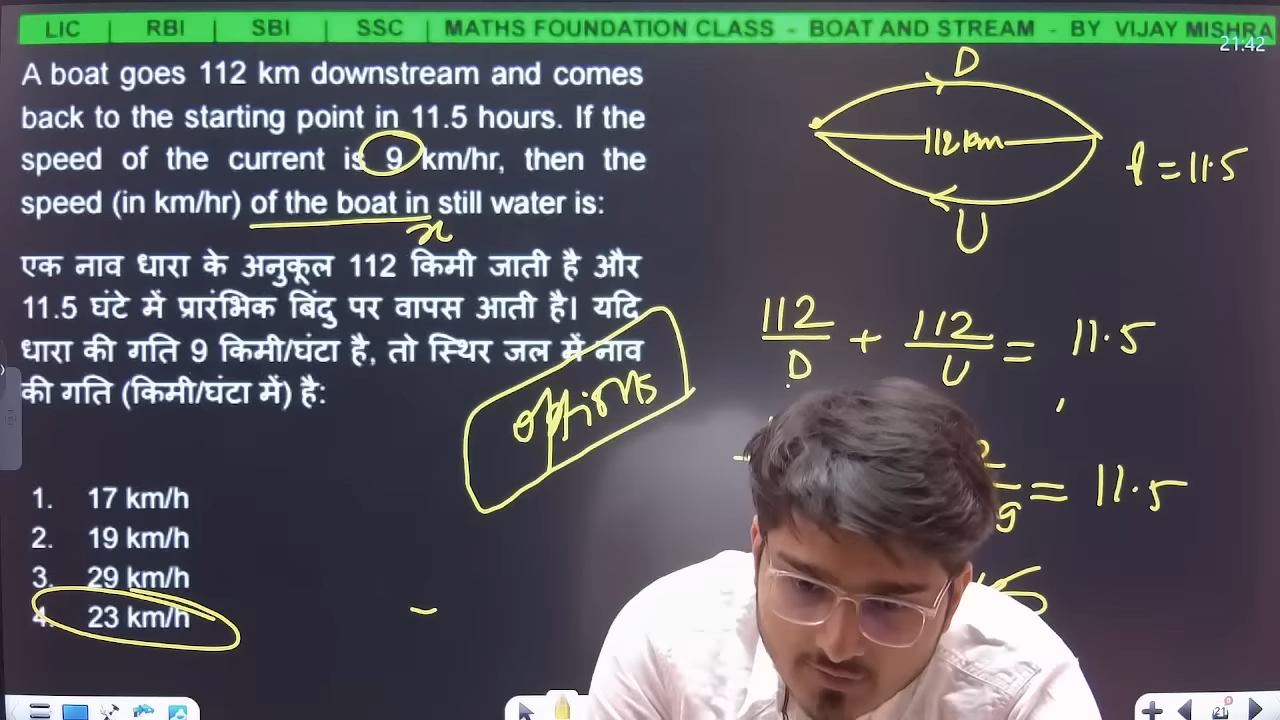 LIC | RBI | SBI | SSC | MATHS FOUNDATION CLASS - BOAT AND STREAM - BY VIJAY MISHRA
21:42
A boat goes 112 km downstream and comes
back to the starting point in 11.5 hours. If the
speed of the current is 9 km/hr, then the
speed (in km/hr) of the boat in still water is:
x
एक नाव धारा के अनुकूल 112 किमी जाती है और
11.5 घंटे में प्रारंभिक बिंदु पर वापस आती है। यदि
धारा की गति 9 किमी/घंटा है, तो स्थिर जल में नाव
की गति (किमी/घंटा में) है:
options
1. 17 km/h
2. 19 km/h
3. 29 km/h
4. 23 km/h
D
112 km
t = 11.5
U
112/D + 112/U = 11.5
9 = 11.5
21